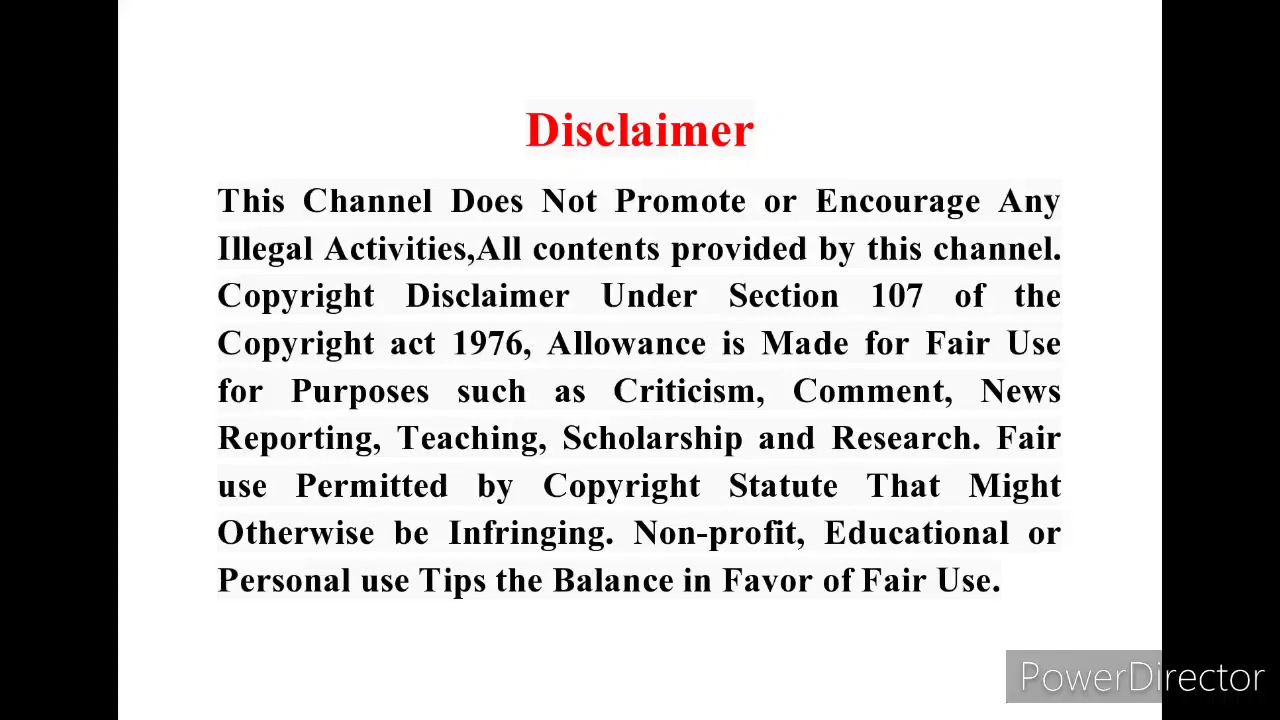 Disclaimer
This Channel Does Not Promote or Encourage Any
Illegal Activities,All contents provided by this channel.
Copyright Disclaimer Under Section 107 of the
Copyright act 1976, Allowance is Made for Fair Use
for Purposes such as Criticism, Comment, News
Reporting, Teaching, Scholarship and Research. Fair
use Permitted by Copyright Statute That Might
Otherwise be Infringing. Non-profit, Educational or
Personal use Tips the Balance in Favor of Fair Use.
PowerDirector